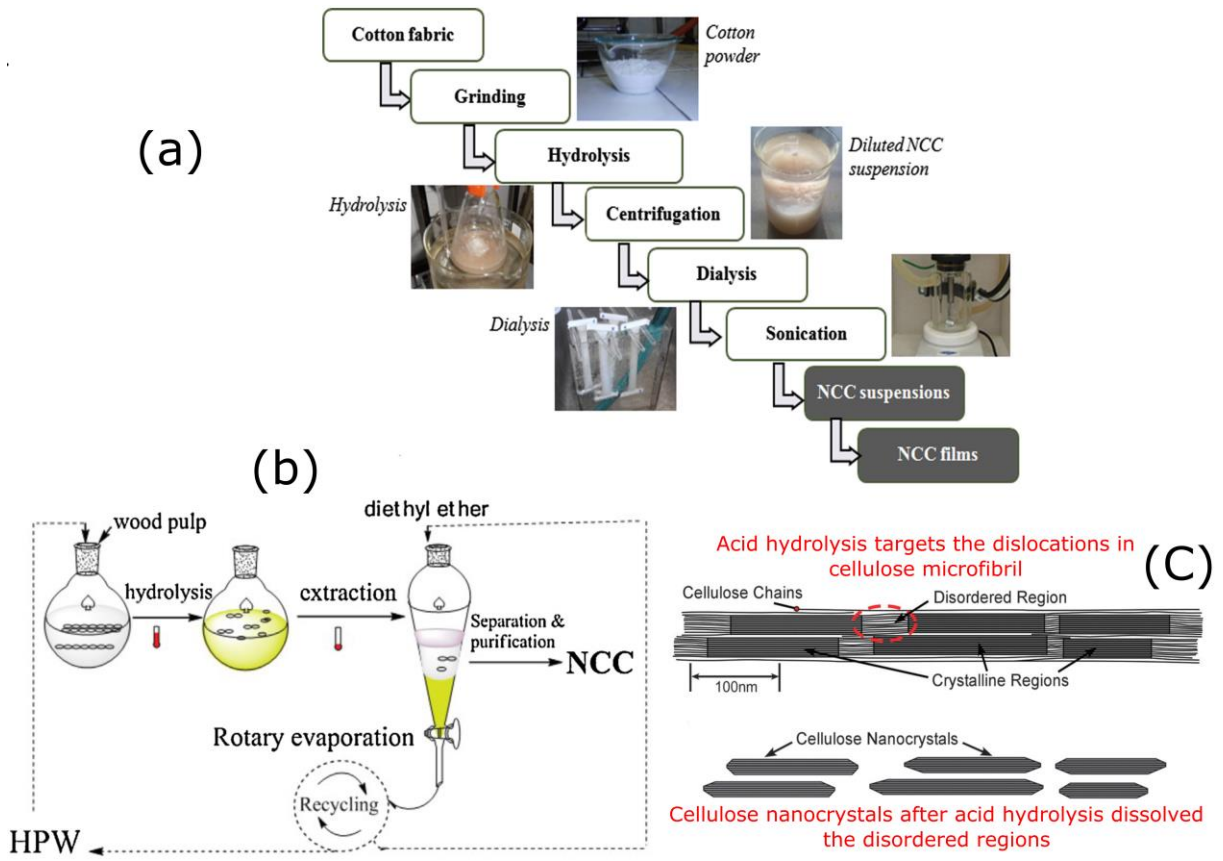 Cotton fabric
Cotton
powder
Grinding
(a)
Hydrolysis
Diluted NCC
suspension
Hydrolysis
Centrifugation
Dialysis
Dialysis
Sonication
NCC suspensions
NCC films
(b)
wood pulp
diethyl ether
hydrolysis
extraction
Separation &
purification
NCC
Rotary evaporation
Recycling
HPW
(C)
Acid hydrolysis targets the dislocations in
cellulose microfibril
Cellulose Chains
Disordered Region
100nm
Crystalline Regions
Cellulose Nanocrystals
Cellulose nanocrystals after acid hydrolysis dissolved
the disordered regions